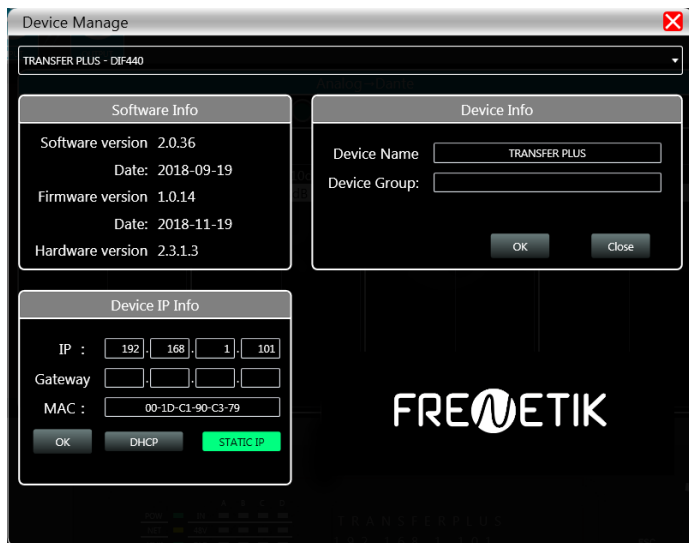 Device Manage
TRANSFER PLUS - DIF440
Analog→Dante
Software Info
Software version 2.0.36
Date: 2018-09-19
Firmware version 1.0.14
Date: 2018-11-19
Hardware version 2.3.1.3
Device Info
Device Name TRANSFER PLUS
Device Group:
OK Close
Device IP Info
IP : 192 . 168 . 1 . 101
Gateway . . .
MAC : 00-1D-C1-90-C3-79
OK DHCP STATIC IP
FRENETIK
A B C D
TRANSFERPLUS